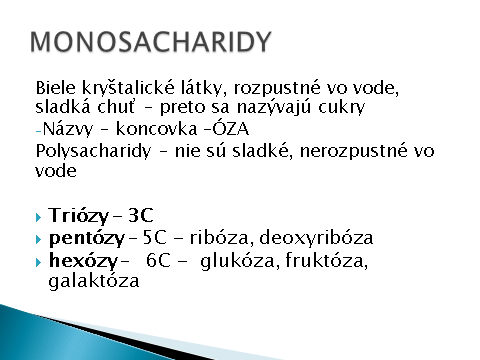 MONOSACHARIDY
Biele kryštalické látky, rozpustné vo vode,
sladká chuť – preto sa nazývajú cukry
-Názvy – koncovka –ÓZA
Polysacharidy – nie sú sladké, nerozpustné vo
vode
Triózy – 3C
pentózy – 5C – ribóza, deoxyribóza
hexózy – 6C – glukóza, fruktóza,
galaktóza